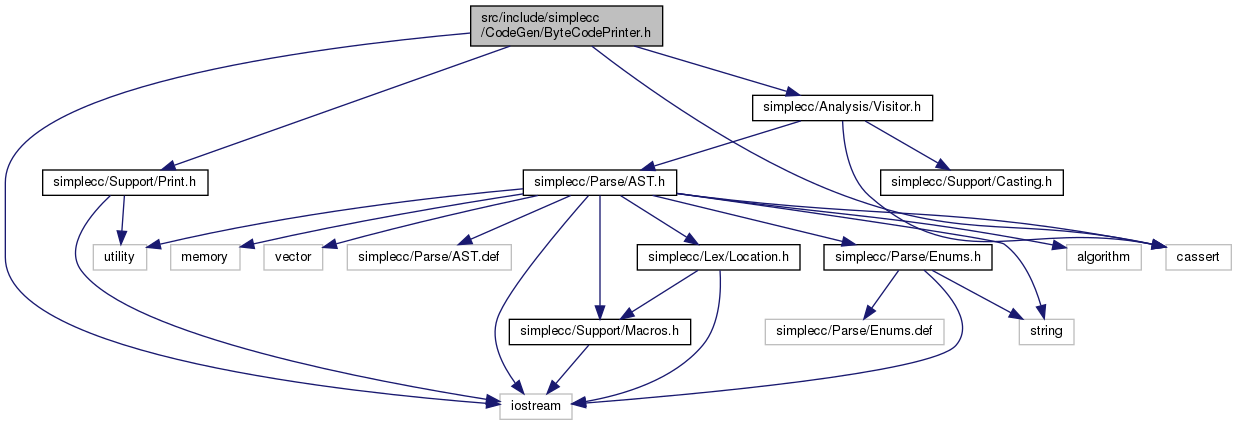 src/include/simplecc
/CodeGen/ByteCodePrinter.h
simplecc/Analysis/Visitor.h
simplecc/Support/Print.h
simplecc/Parse/AST.h
simplecc/Support/Casting.h
utility
memory
vector
simplecc/Parse/AST.def
simplecc/Lex/Location.h
simplecc/Parse/Enums.h
algorithm
cassert
simplecc/Support/Macros.h
simplecc/Parse/Enums.def
string
iostream